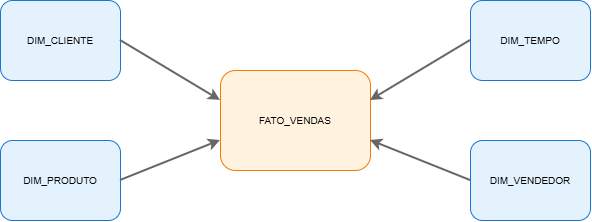 DIM_CLIENTE
DIM_TEMPO
FATO_VENDAS
DIM_PRODUTO
DIM_VENDEDOR